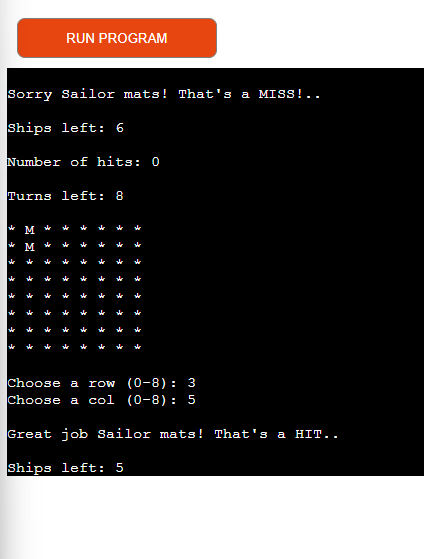 RUN PROGRAM
Sorry Sailor mats! That's a MISS!..
Ships left: 6
Number of hits: 0
Turns left: 8
* M * * * * * *
* M * * * * * *
* * * * * * * *
* * * * * * * *
* * * * * * * *
* * * * * * * *
* * * * * * * *
* * * * * * * *
Choose a row (0-8): 3
Choose a col (0-8): 5
Great job Sailor mats! That's a HIT..
Ships left: 5